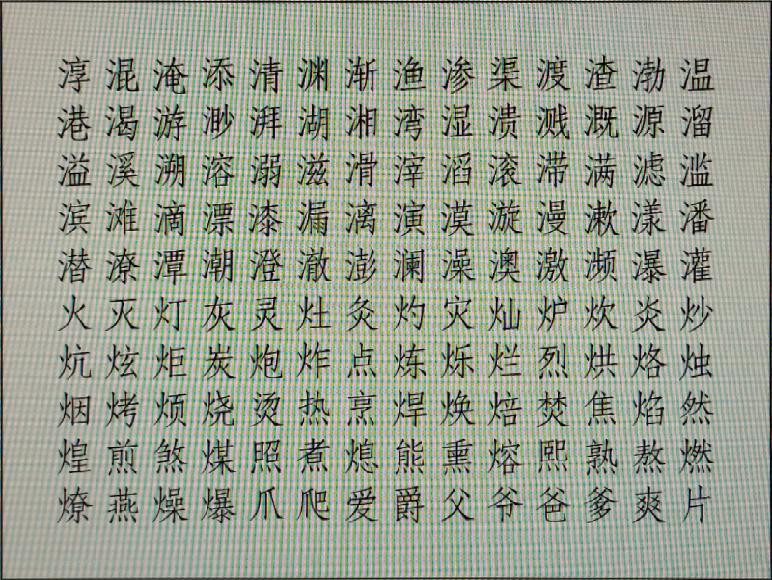 淳混淹添清渊渐渔渗渠渡渣渤温
港渴游渺湃湖湘湾湿溃溅溉源溜
溢溪溯溶溺滋滑滓滔滚滞满滤滥
滨滩滴漂漆漏漓演漠漩漫漱漾潘
潜潦潭潮澄澈澎澜澡澳激濒瀑灌
火灭灯灰灵灶灸灼灾灿炉炊炎炒
炕炫炬炭炮炸点炼烁烂烈烘烙烛
烟烤烦烧烫热烹焊焕焙焚焦焰然
煌煎煞煤照煮熄熊熏熔熙熟熬燃
燎燕燥爆爪爬爱爵父爷爸爹爽片